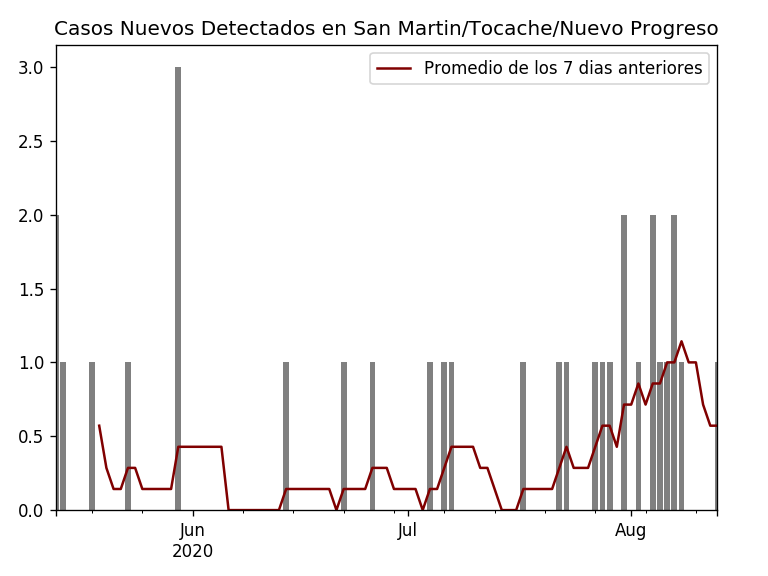 Casos Nuevos Detectados en San Martin/Tocache/Nuevo Progreso
Promedio de los 7 dias anteriores
3.0
2.5
2.0
1.5
1.0
0.5
0.0
Jun
2020
Jul
Aug